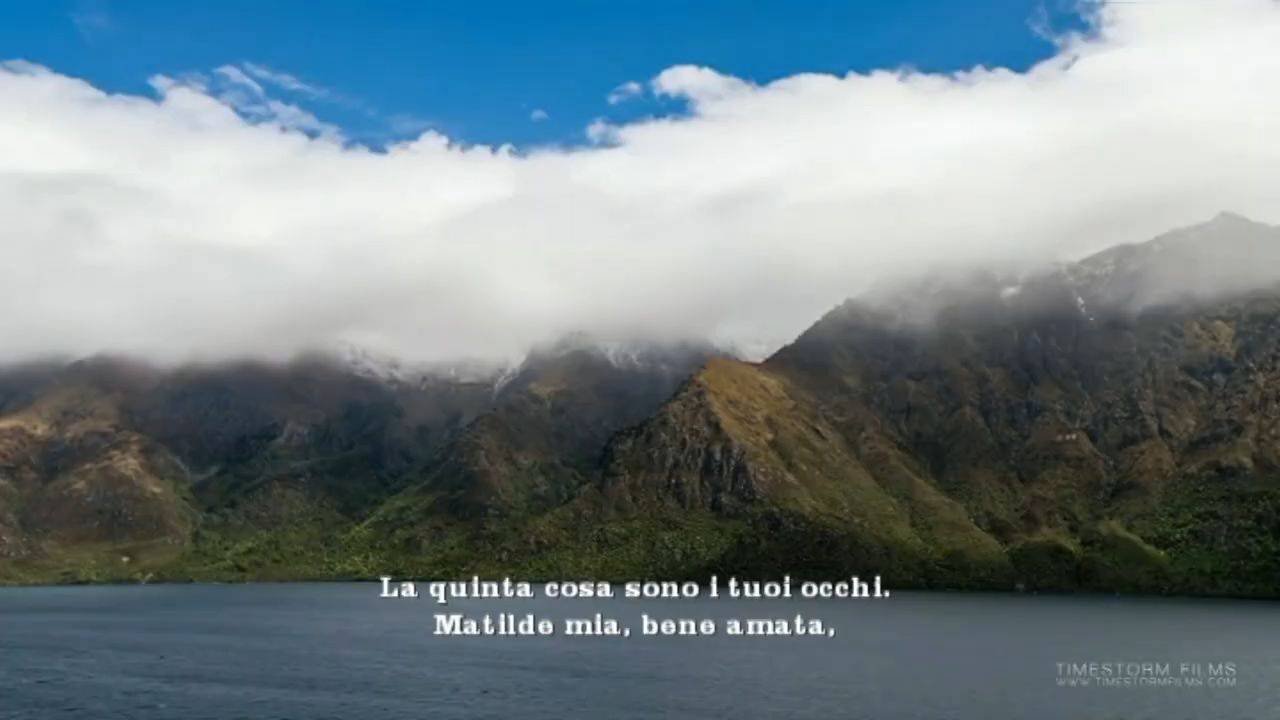 La quinta cosa sono i tuoi occhi.
Matilde mia, bene amata,
TIMESTORM FILMS
WWW.TIMESTORMFILMS.COM